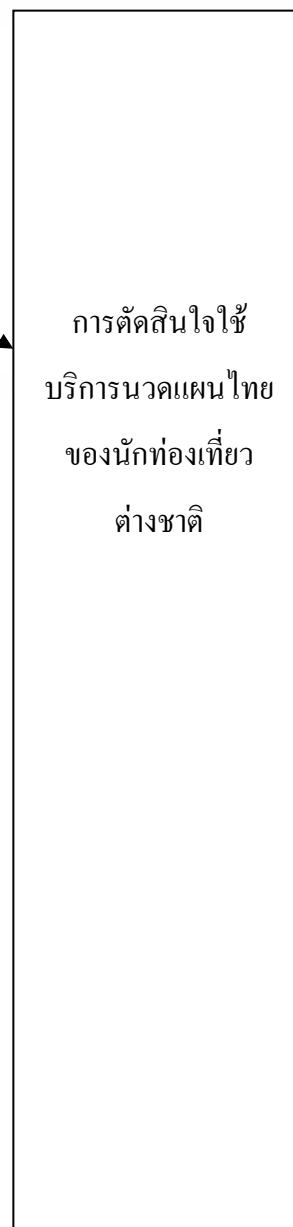 การตัดสินใจใช้
บริการนวดแผนไทย
ของนักท่องเที่ยว
ต่างชาติ